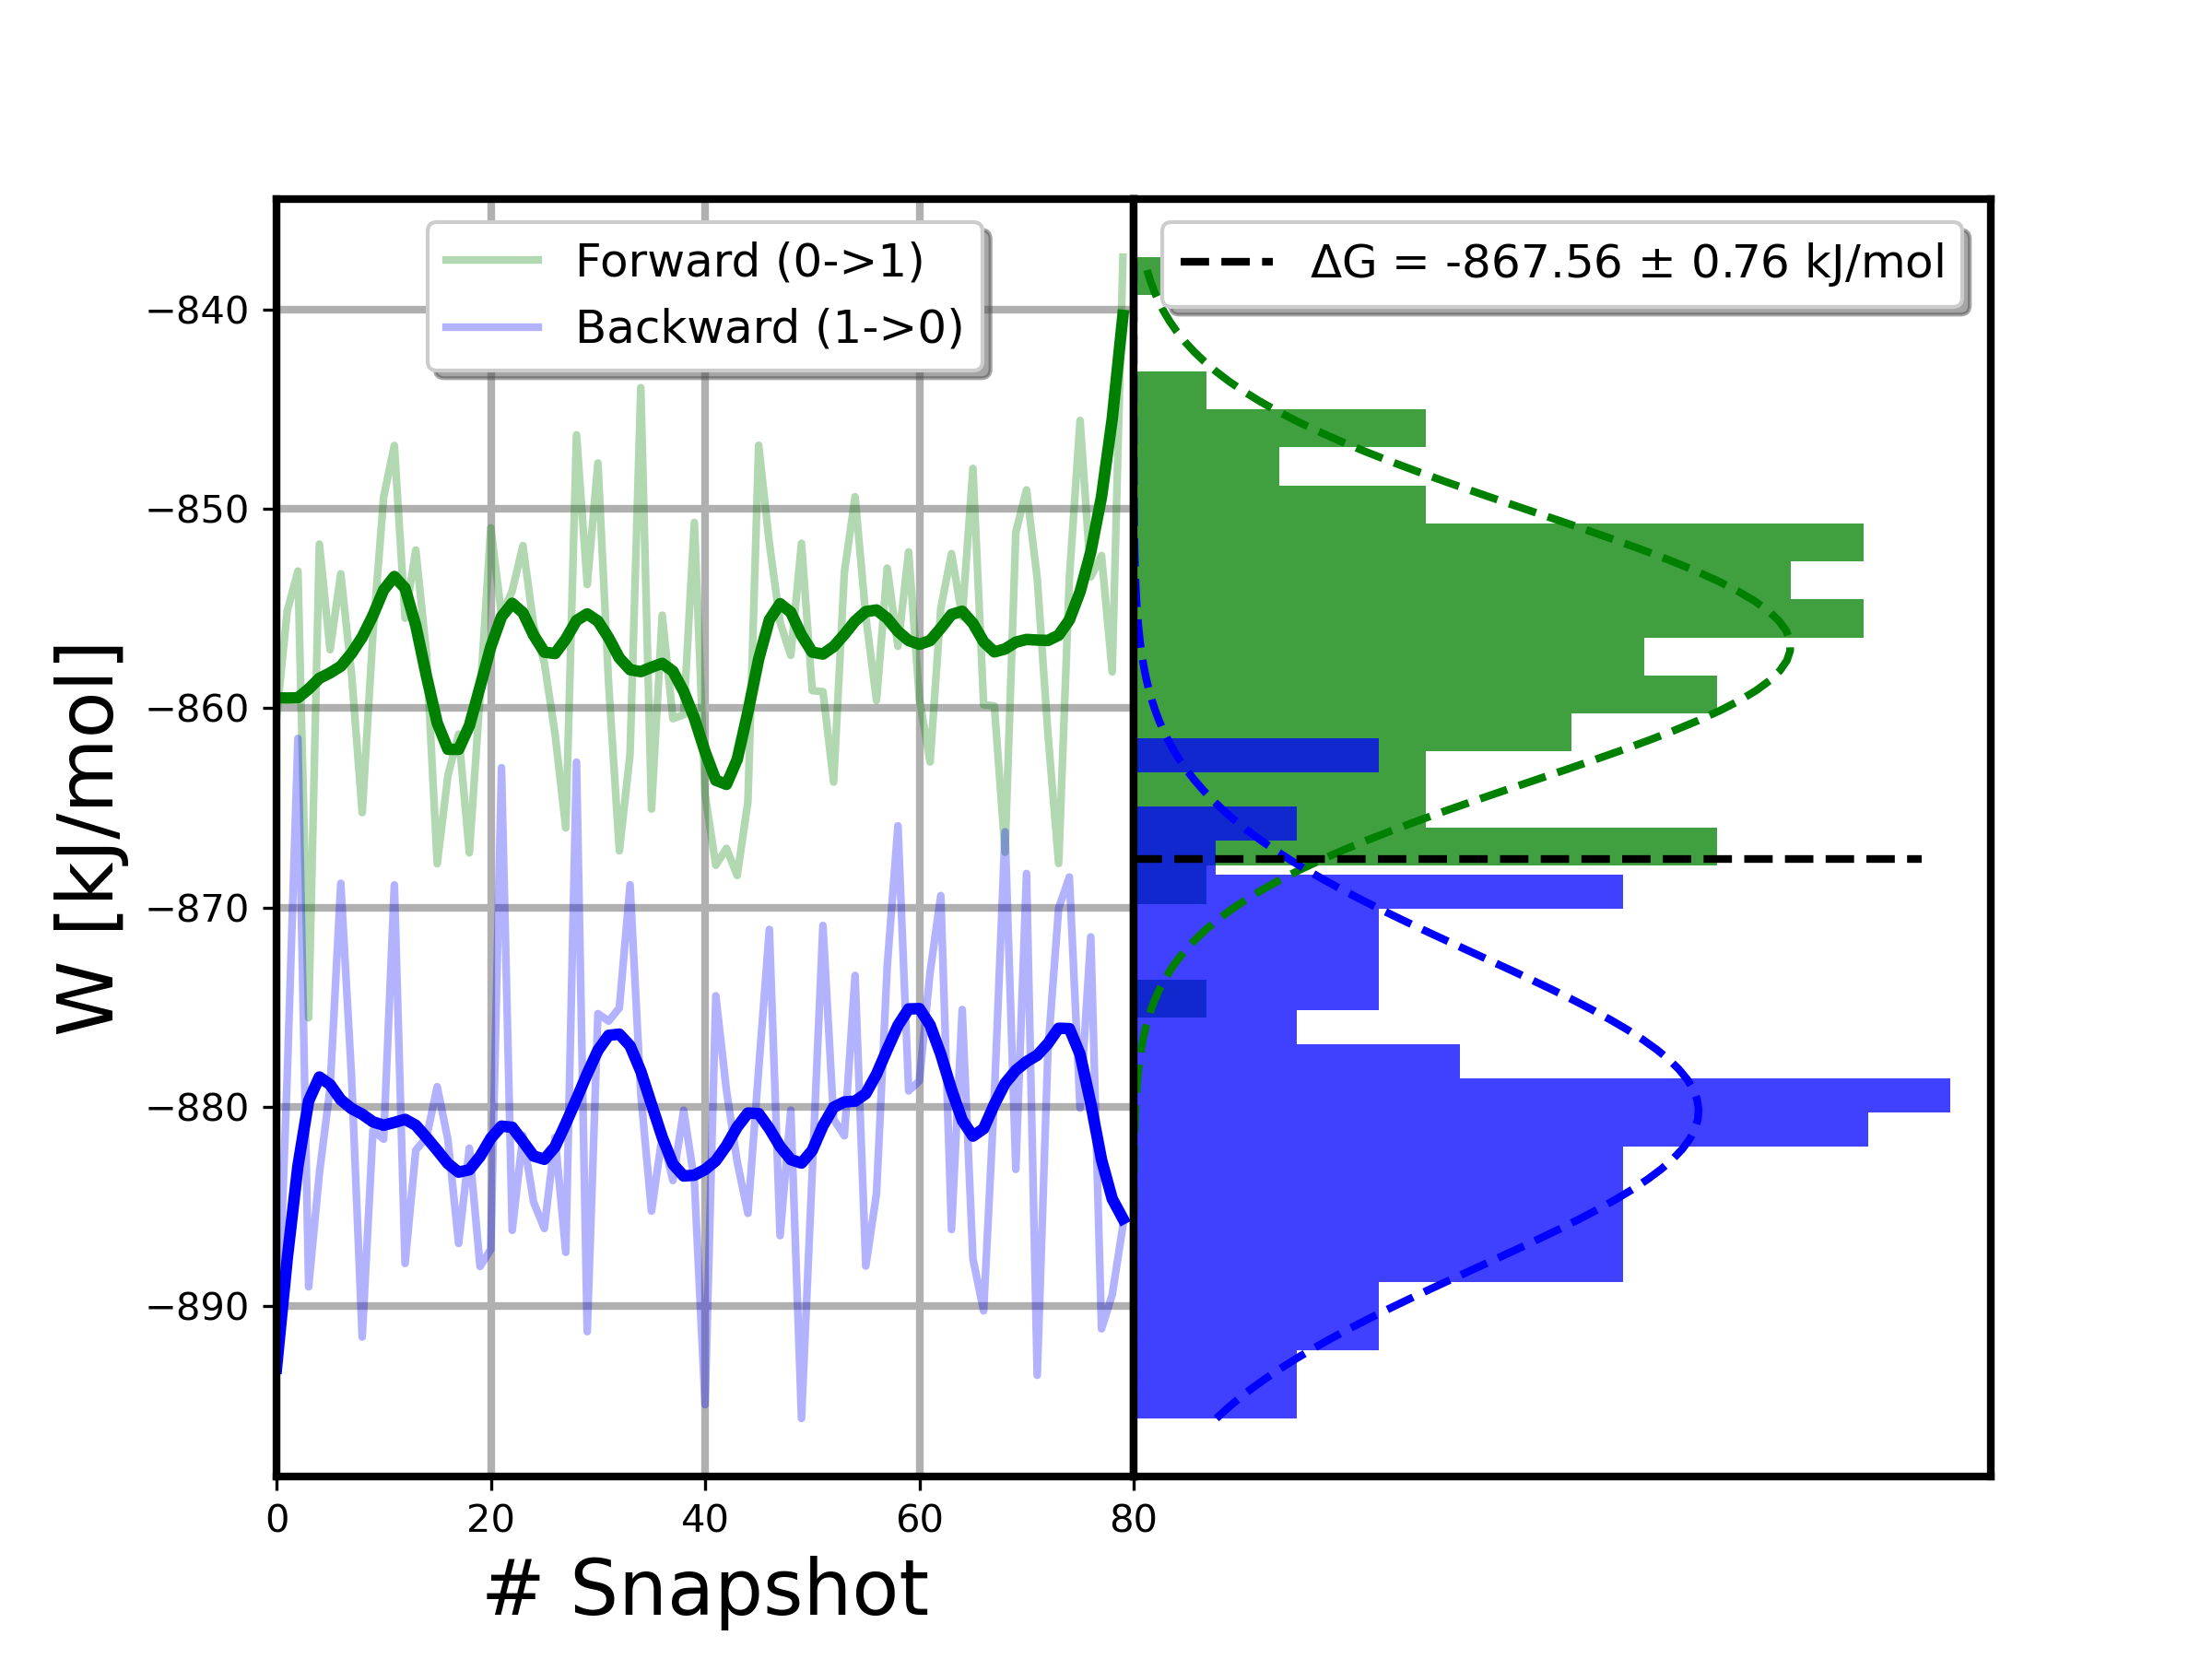 Forward (0->1)
Backward (1->0)
ΔG = -867.56 ± 0.76 kJ/mol
W [kJ/mol]
−840
−850
−860
−870
−880
−890
0 20 40 60 80
# Snapshot